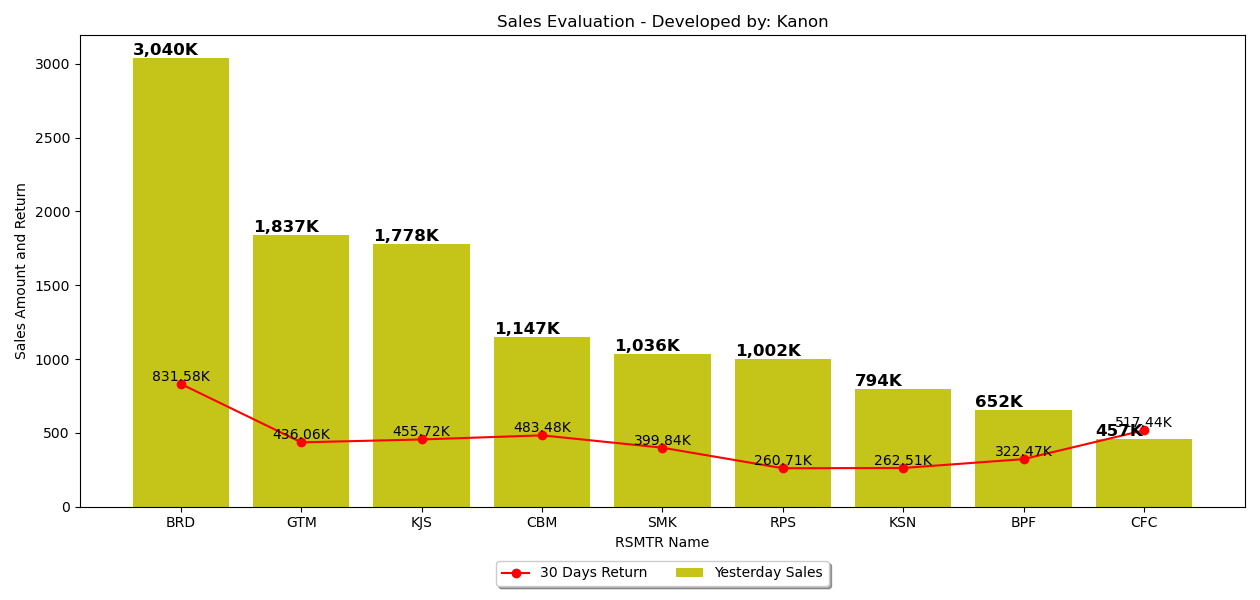 Sales Evaluation - Developed by: Kanon
Sales Amount and Return
3000
2500
2000
1500
1000
500
0
3,040K
1,837K
1,778K
1,147K
1,036K
1,002K
794K
652K
457K
831.58K
436.06K
455.72K
483.48K
399.84K
260.71K
262.51K
322.47K
517.44K
BRD GTM KJS CBM SMK RPS KSN BPF CFC
RSMTR Name
30 Days Return Yesterday Sales